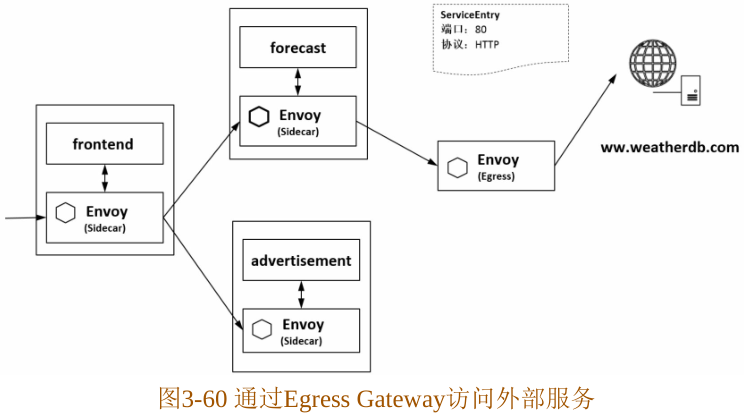 forecast
Envoy
(Sidecar)
ServiceEntry
端口：80
协议：HTTP
ww.weatherdb.com
frontend
Envoy
(Sidecar)
Envoy
(Egress)
advertisement
Envoy
(Sidecar)
图3-60 通过Egress Gateway访问外部服务